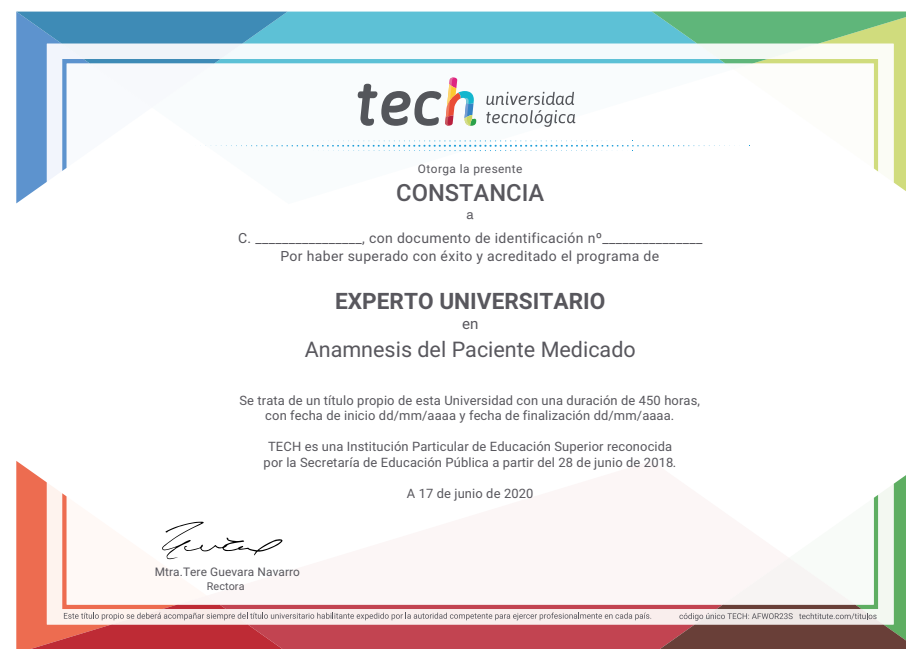 tech universidad
tecnológica
Otorga la presente
CONSTANCIA
a
C. ________________, con documento de identificación nº_______________
Por haber superado con éxito y acreditado el programa de
EXPERTO UNIVERSITARIO
en
Anamnesis del Paciente Medicado
Se trata de un título propio de esta Universidad con una duración de 450 horas,
con fecha de inicio dd/mm/aaaa y fecha de finalización dd/mm/aaaa.
TECH es una Institución Particular de Educación Superior reconocida
por la Secretaría de Educación Pública a partir del 28 de junio de 2018.
A 17 de junio de 2020
Mtra.Tere Guevara Navarro
Rectora
Este título propio se deberá acompañar siempre del título universitario habilitante expedido por la autoridad competente para ejercer profesionalmente en cada país. código único TECH: AFWOR23S techtitute.com/titulos